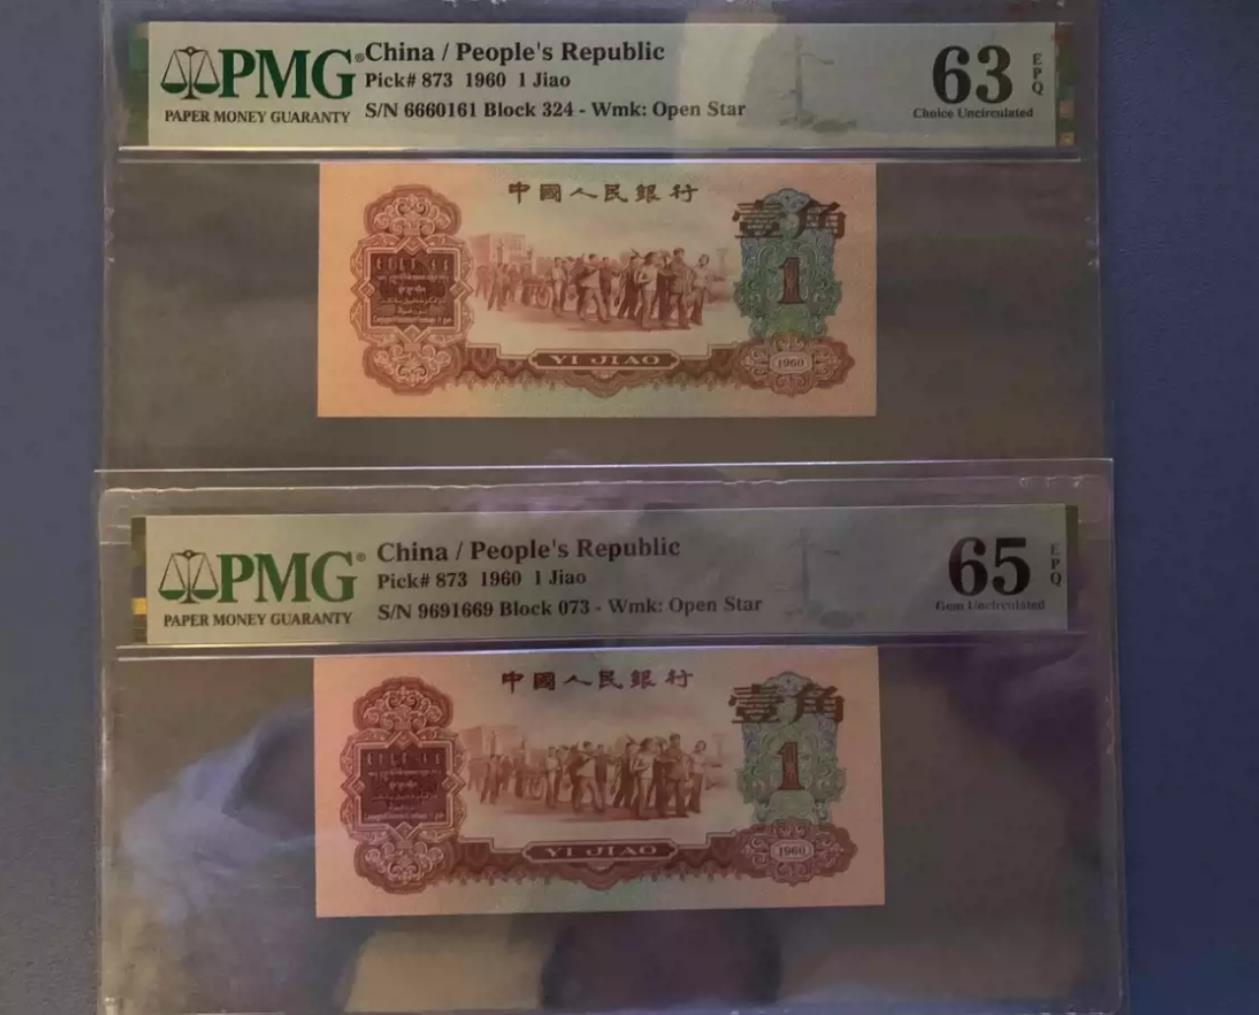 PMG®
PAPER MONEY GUARANTY
China / People's Republic
Pick# 873 1960 1 Jiao
S/N 6660161 Block 324 - Wmk: Open Star
63
EPQ
Choice Uncirculated
中國人民銀行
壹角
1
YI JIAO
1960
PMG®
PAPER MONEY GUARANTY
China / People's Republic
Pick# 873 1960 1 Jiao
S/N 9691669 Block 073 - Wmk: Open Star
65
EPQ
Gem Uncirculated
中國人民銀行
壹角
1
YI JIAO
1960